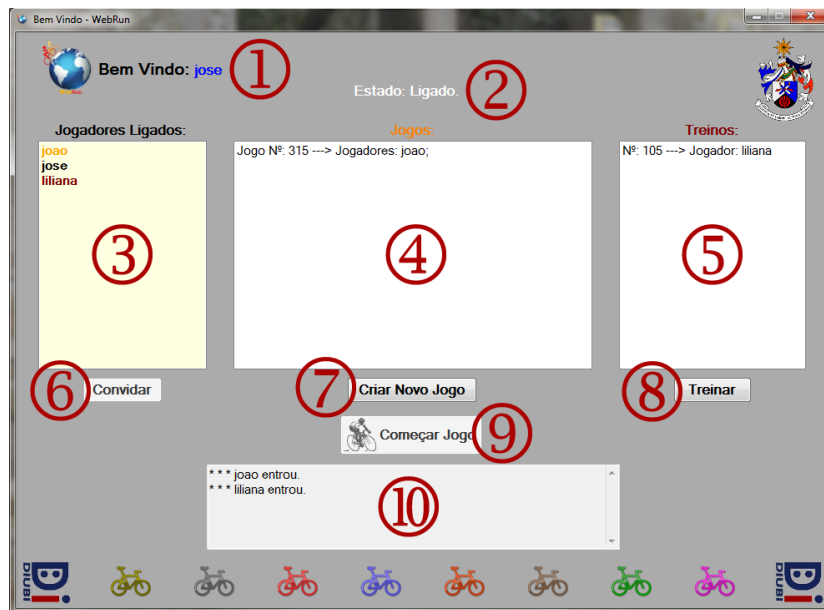 Bem Vindo - WebRun
Bem Vindo: jose
1
Estado: Ligado.
2
Jogadores Ligados:
Jogos:
Treinos:
joao
jose
liliana
3
Jogo Nº: 315 ---> Jogadores: joao;
4
Nº: 105 ---> Jogador: liliana
5
6 Convidar
7 Criar Novo Jogo
8 Treinar
Começar Jogo 9
* * * joao entrou.
* * * liliana entrou.
10
DIUBI
DIUBI